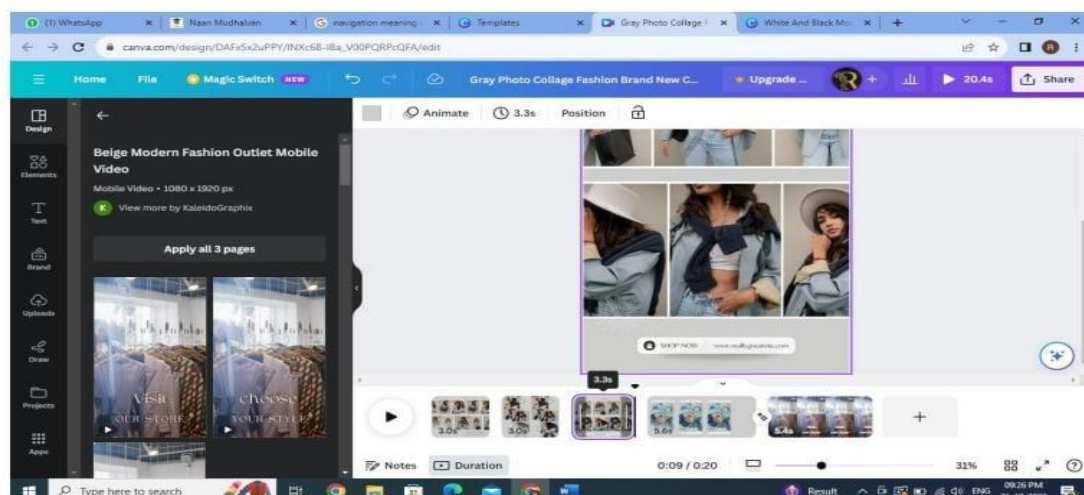 (1) WhatsApp
Naan Mudhalvan
navigation meaning
Templates
Gray Photo Collage
White And Black Mo
canva.com/design/DAFx5x2uPPY/INXc6B-IBa_V00PQRPcQFA/edit
Home File Magic Switch NEW
Gray Photo Collage Fashion Brand New C...
Upgrade ...
20.4s
Share
Design
Elements
Text
Brand
Uploads
Draw
Projects
Apps
Beige Modern Fashion Outlet Mobile
Video
Mobile Video • 1080 x 1920 px
K View more by KaleidoGraphix
Apply all 3 pages
Visit
OUR STORE
choose
YOUR STYLE
Animate 3.3s Position
SHOP NOW
3.3s
3.0s
3.0s
5.6s
5.4s
Notes Duration
0:09 / 0:20
31%
Type here to search
Result
ENG
09:26 PM